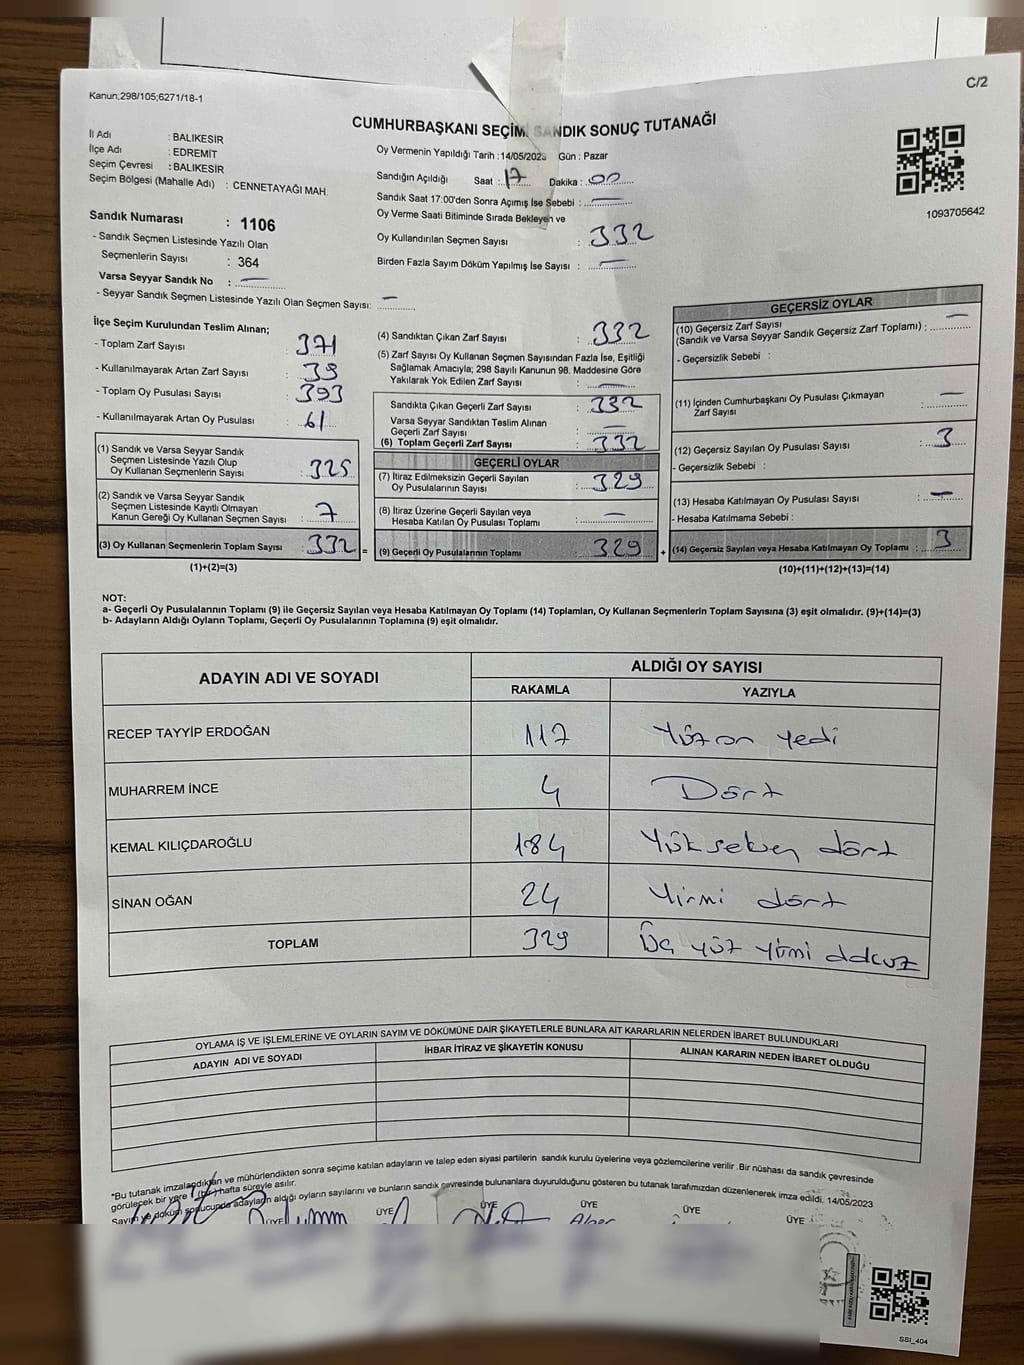 C/2
Kanun;298/105;6271/18-1
CUMHURBAŞKANI SEÇİMİ SANDIK SONUÇ TUTANAĞI
İl Adı : BALIKESİR
İlçe Adı : EDREMİT
Seçim Çevresi : BALIKESİR
Seçim Bölgesi (Mahalle Adı) : CENNETAYAĞI MAH.
Sandık Numarası : 1106
- Sandık Seçmen Listesinde Yazılı Olan
Seçmenlerin Sayısı : 364
Varsa Seyyar Sandık No : —
- Seyyar Sandık Seçmen Listesinde Yazılı Olan Seçmen Sayısı: —
Oy Vermenin Yapıldığı Tarih : 14/05/2023 Gün : Pazar
Sandığın Açıldığı Saat : 17 Dakika : 00
Sandık Saat 17:00'den Sonra Açımış İse Sebebi : —
Oy Verme Saati Bitiminde Sırada Bekleyen ve
Oy Kullandırılan Seçmen Sayısı : 332
Birden Fazla Sayım Döküm Yapılmış İse Sayısı : —
1093705642
İlçe Seçim Kurulundan Teslim Alınan;
- Toplam Zarf Sayısı : 371
- Kullanılmayarak Artan Zarf Sayısı : 39
- Toplam Oy Pusulası Sayısı : 393
- Kullanılmayarak Artan Oy Pusulası : 61
(1) Sandık ve Varsa Seyyar Sandık
Seçmen Listesinde Yazılı Olup
Oy Kullanan Seçmenlerin Sayısı : 325
(2) Sandık ve Varsa Seyyar Sandık
Seçmen Listesinde Kayıtlı Olmayan
Kanun Gereği Oy Kullanan Seçmen Sayısı : 7
(3) Oy Kullanan Seçmenlerin Toplam Sayısı : 332 =
(1)+(2)=(3)
(4) Sandıktan Çıkan Zarf Sayısı : 332
(5) Zarf Sayısı Oy Kullanan Seçmen Sayısından Fazla İse, Eşitliği
Sağlamak Amacıyla; 298 Sayılı Kanunun 98. Maddesine Göre
Yakılarak Yok Edilen Zarf Sayısı : —
Sandıkta Çıkan Geçerli Zarf Sayısı : 332
Varsa Seyyar Sandıktan Teslim Alınan
Geçerli Zarf Sayısı : —
(6) Toplam Geçerli Zarf Sayısı : 332
GEÇERLİ OYLAR
(7) İtiraz Edilmeksizin Geçerli Sayılan
Oy Pusulalarının Sayısı : 329
(8) İtiraz Üzerine Geçerli Sayılan veya
Hesaba Katılan Oy Pusulası Toplamı : —
(9) Geçerli Oy Pusulalarının Toplamı : 329 +
GEÇERSİZ OYLAR
(10) Geçersiz Zarf Sayısı
(Sandık ve Varsa Seyyar Sandık Geçersiz Zarf Toplamı) : —
- Geçersizlik Sebebi :
(11) İçinden Cumhurbaşkanı Oy Pusulası Çıkmayan
Zarf Sayısı : —
(12) Geçersiz Sayılan Oy Pusulası Sayısı : 3
- Geçersizlik Sebebi :
(13) Hesaba Katılmayan Oy Pusulası Sayısı : —
- Hesaba Katılmama Sebebi :
(14) Geçersiz Sayılan veya Hesaba Katılmayan Oy Toplamı : 3
(10)+(11)+(12)+(13)=(14)
NOT:
a- Geçerli Oy Pusulalarının Toplamı (9) ile Geçersiz Sayılan veya Hesaba Katılmayan Oy Toplamı (14) Toplamları, Oy Kullanan Seçmenlerin Toplam Sayısına (3) eşit olmalıdır. (9)+(14)=(3)
b- Adayların Aldığı Oyların Toplamı, Geçerli Oy Pusulalarının Toplamına (9) eşit olmalıdır.
ADAYIN ADI VE SOYADI ALDIĞI OY SAYISI
RAKAMLA YAZIYLA
RECEP TAYYİP ERDOĞAN 117 Yüz on yedi
MUHARREM İNCE 4 Dört
KEMAL KILIÇDAROĞLU 184 Yükseksen dört
SİNAN OĞAN 24 Yirmi dört
TOPLAM 329 Üç yüz yirmi dokuz
OYLAMA İŞ VE İŞLEMLERİNE VE OYLARIN SAYIM VE DÖKÜMÜNE DAİR ŞİKAYETLERLE BUNLARA AİT KARARLARIN NELERDEN İBARET BULUNDUKLARI
ADAYIN ADI VE SOYADI İHBAR İTİRAZ VE ŞİKAYETİN KONUSU ALINAN KARARIN NEDEN İBARET OLDUĞU
*Bu tutanak imzalandıktan ve mühürlendikten sonra seçime katılan adayların ve talep eden siyasi partilerin sandık kurulu üyelerine veya gözlemcilerine verilir. Bir nüshası da sandık çevresinde
görülecek bir yere 1 (bir) hafta süreyle asılır.
Sayım ve döküm sonucunda adayların aldığı oyların sayılarını ve bunların sandık çevresinde bulunanlara duyurulduğunu gösteren bu tutanak tarafımızdan düzenlenerek imza edildi. 14/05/2023
ÜYE ÜYE ÜYE ÜYE ÜYE ÜYE
SSI_404